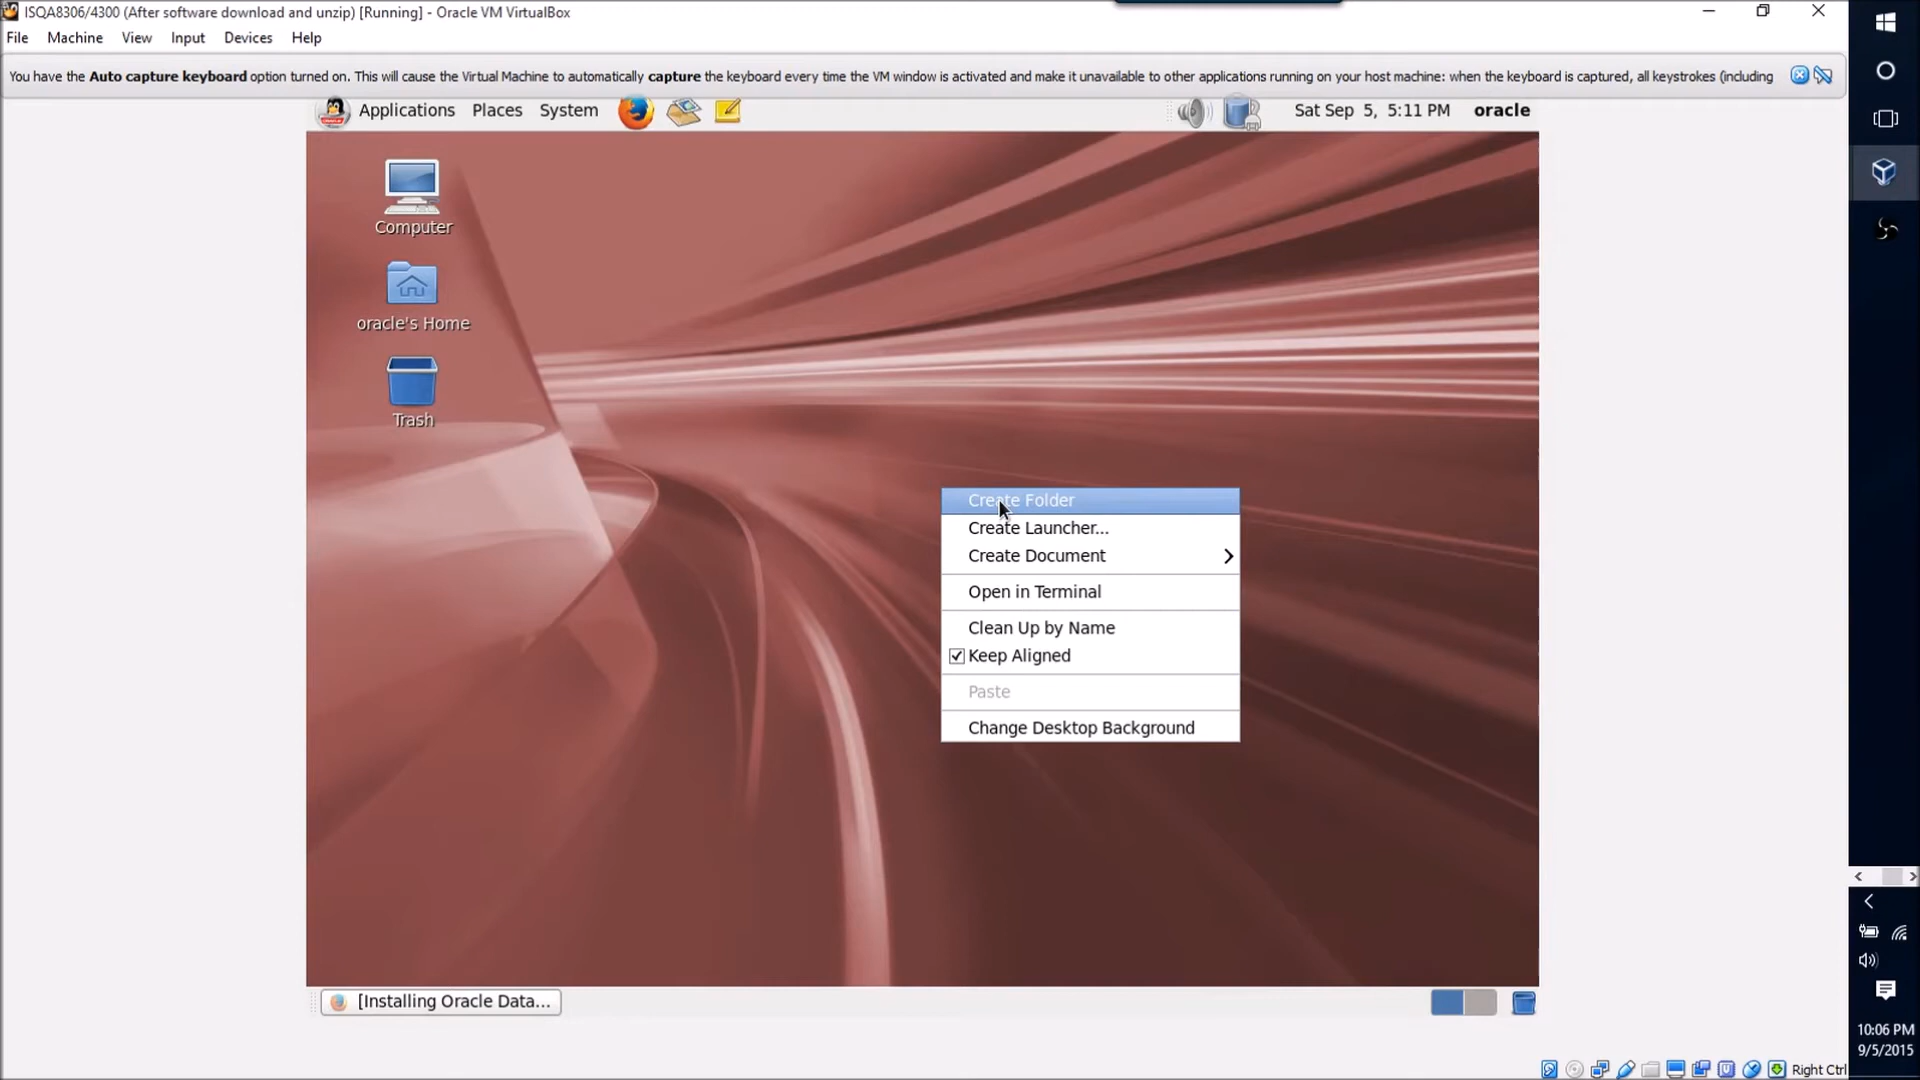 ISQA8306/4300 (After software download and unzip) [Running] - Oracle VM VirtualBox
File Machine View Input Devices Help
You have the Auto capture keyboard option turned on. This will cause the Virtual Machine to automatically capture the keyboard every time the VM window is activated and make it unavailable to other applications running on your host machine: when the keyboard is captured, all keystrokes (including
Applications Places System Sat Sep 5, 5:11 PM oracle
Computer
oracle's Home
Trash
Create Folder
Create Launcher...
Create Document
Open in Terminal
Clean Up by Name
Keep Aligned
Paste
Change Desktop Background
[Installing Oracle Data...
10:06 PM
9/5/2015
Right Ctrl